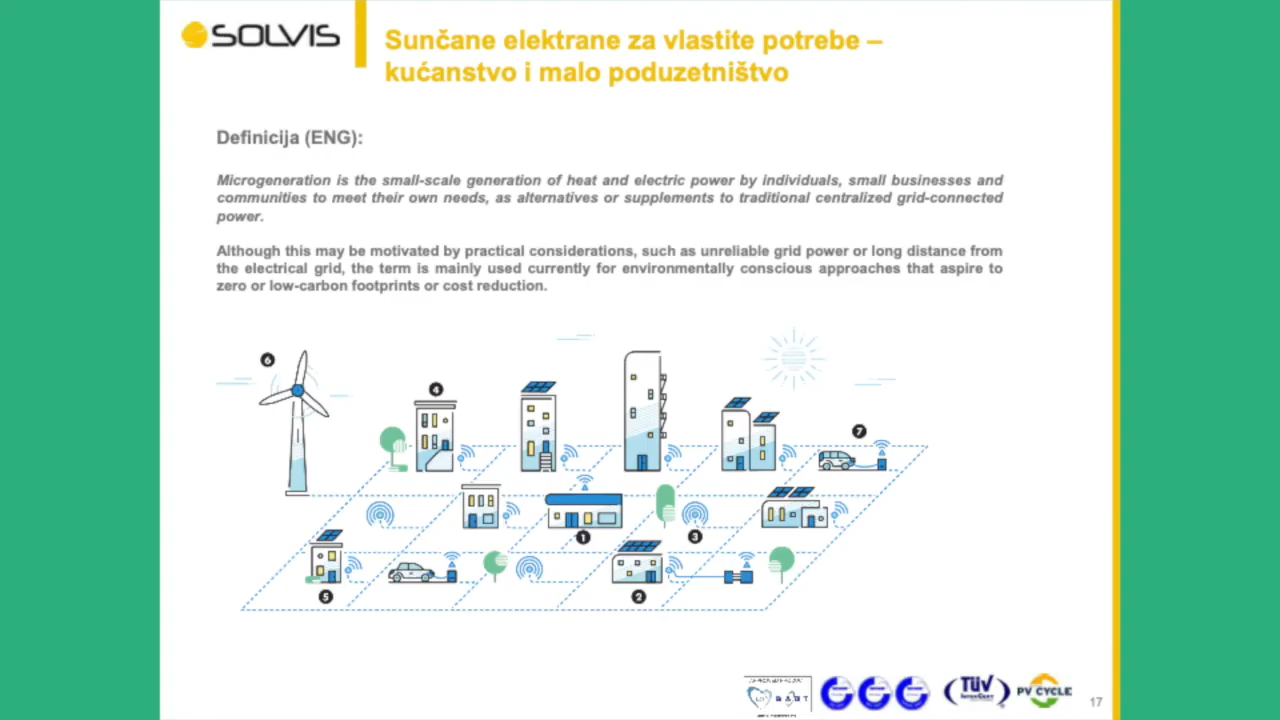 SOLVIS
Sunčane elektrane za vlastite potrebe –
kućanstvo i malo poduzetništvo
Definicija (ENG):
Microgeneration is the small-scale generation of heat and electric power by individuals, small businesses and
communities to meet their own needs, as alternatives or supplements to traditional centralized grid-connected
power.
Although this may be motivated by practical considerations, such as unreliable grid power or long distance from
the electrical grid, the term is mainly used currently for environmentally conscious approaches that aspire to
zero or low-carbon footprints or cost reduction.
6
4
7
1
3
5
2
TÜV
PV CYCLE
17